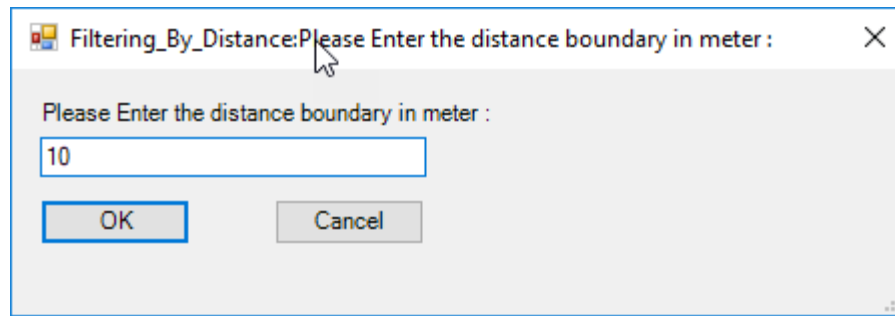 Filtering_By_Distance:Please Enter the distance boundary in meter :
Please Enter the distance boundary in meter :
10
OK Cancel